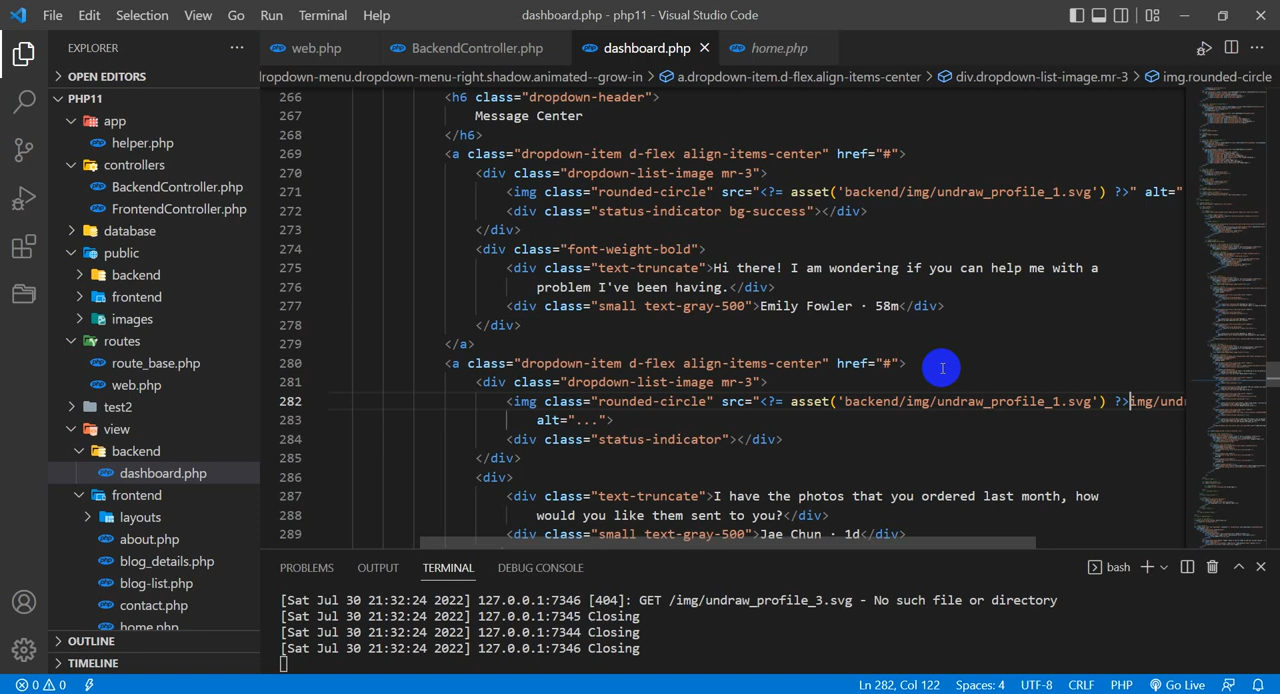 File Edit Selection View Go Run Terminal Help dashboard.php - php11 - Visual Studio Code
EXPLORER
OPEN EDITORS
PHP11
app
helper.php
controllers
BackendController.php
FrontendController.php
database
public
backend
frontend
images
routes
route_base.php
web.php
test2
view
backend
dashboard.php
frontend
layouts
about.php
blog_details.php
blog-list.php
contact.php
home.php
OUTLINE
TIMELINE
web.php BackendController.php dashboard.php home.php
ropdown-menu.dropdown-menu-right.shadow.animated--grow-in > a.dropdown-item.d-flex.align-items-center > div.dropdown-list-image.mr-3 > img.rounded-circle
266 <h6 class="dropdown-header">
267 Message Center
268 </h6>
269 <a class="dropdown-item d-flex align-items-center" href="#">
270 <div class="dropdown-list-image mr-3">
271 <img class="rounded-circle" src="<?= asset('backend/img/undraw_profile_1.svg') ?>" alt="
272 <div class="status-indicator bg-success"></div>
273 </div>
274 <div class="font-weight-bold">
275 <div class="text-truncate">Hi there! I am wondering if you can help me with a
276 problem I've been having.</div>
277 <div class="small text-gray-500">Emily Fowler · 58m</div>
278 </div>
279 </a>
280 <a class="dropdown-item d-flex align-items-center" href="#">
281 <div class="dropdown-list-image mr-3">
282 <img class="rounded-circle" src="<?= asset('backend/img/undraw_profile_1.svg') ?>img/und
283 alt="...">
284 <div class="status-indicator"></div>
285 </div>
286 <div>
287 <div class="text-truncate">I have the photos that you ordered last month, how
288 would you like them sent to you?</div>
289 <div class="small text-gray-500">Jae Chun · 1d</div>
PROBLEMS OUTPUT TERMINAL DEBUG CONSOLE bash
[Sat Jul 30 21:32:24 2022] 127.0.0.1:7346 [404]: GET /img/undraw_profile_3.svg - No such file or directory
[Sat Jul 30 21:32:24 2022] 127.0.0.1:7345 Closing
[Sat Jul 30 21:32:24 2022] 127.0.0.1:7344 Closing
[Sat Jul 30 21:32:24 2022] 127.0.0.1:7346 Closing
0 0 Ln 282, Col 122 Spaces: 4 UTF-8 CRLF PHP Go Live